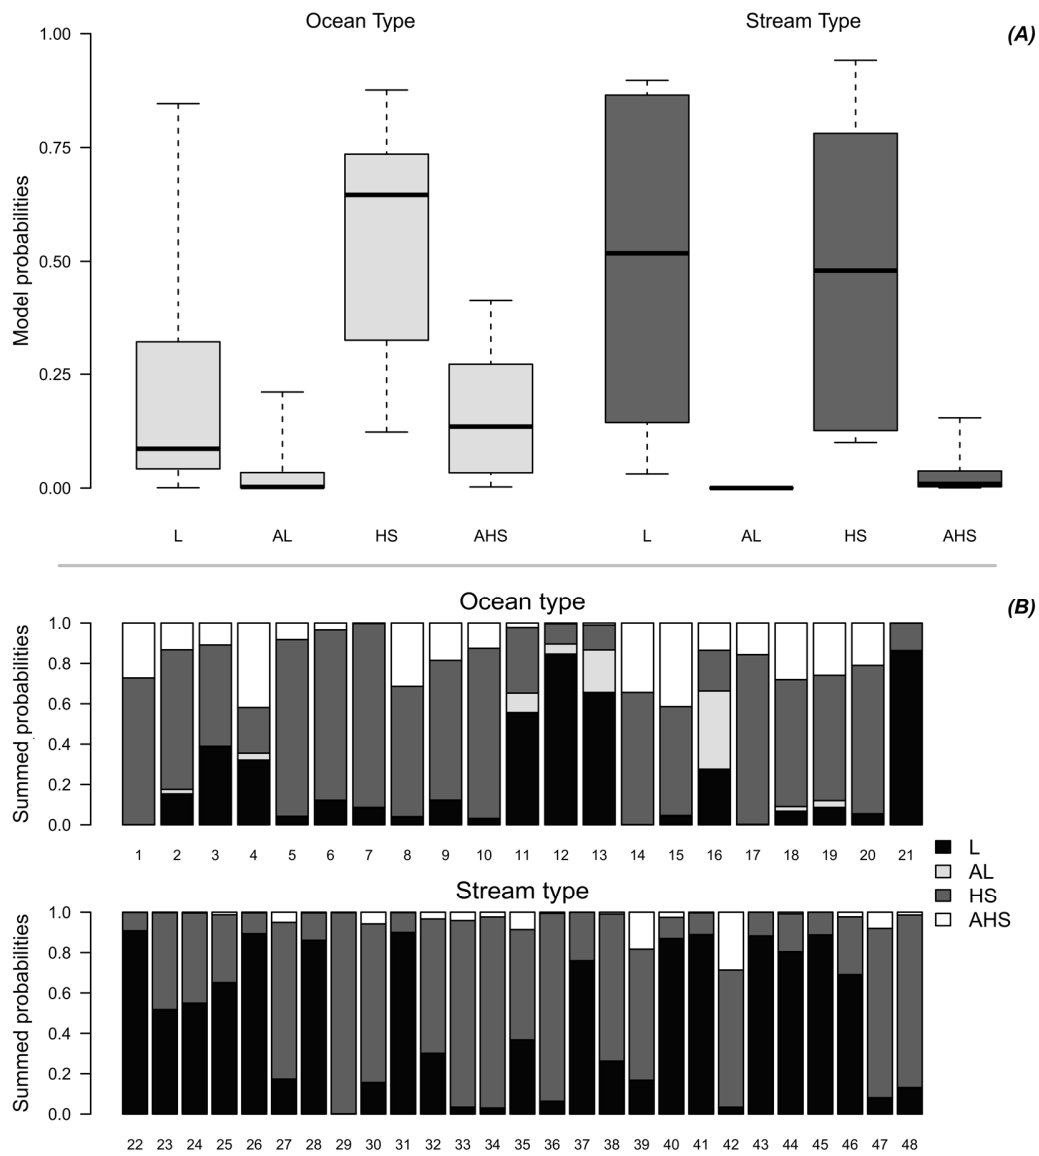 Ocean Type Stream Type
(A)
1.00
0.75
0.50
0.25
0.00
Model probabilities
L AL HS AHS L AL HS AHS
(B)
Ocean type
1.0
0.8
0.6
0.4
0.2
0.0
Summed probabilities
1 2 3 4 5 6 7 8 9 10 11 12 13 14 15 16 17 18 19 20 21
L
AL
HS
AHS
Stream type
1.0
0.8
0.6
0.4
0.2
0.0
Summed probabilities
22 23 24 25 26 27 28 29 30 31 32 33 34 35 36 37 38 39 40 41 42 43 44 45 46 47 48